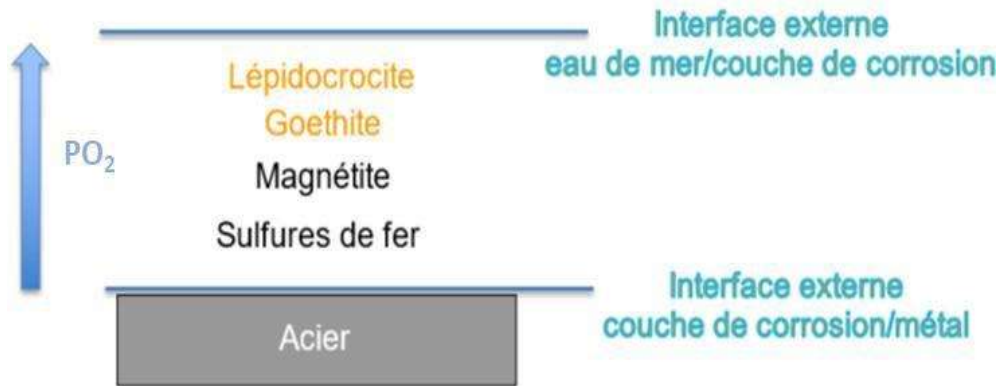 Interface externe
eau de mer/couche de corrosion
Lépidocrocite
Goethite
PO₂
Magnétite
Sulfures de fer
Interface externe
couche de corrosion/métal
Acier